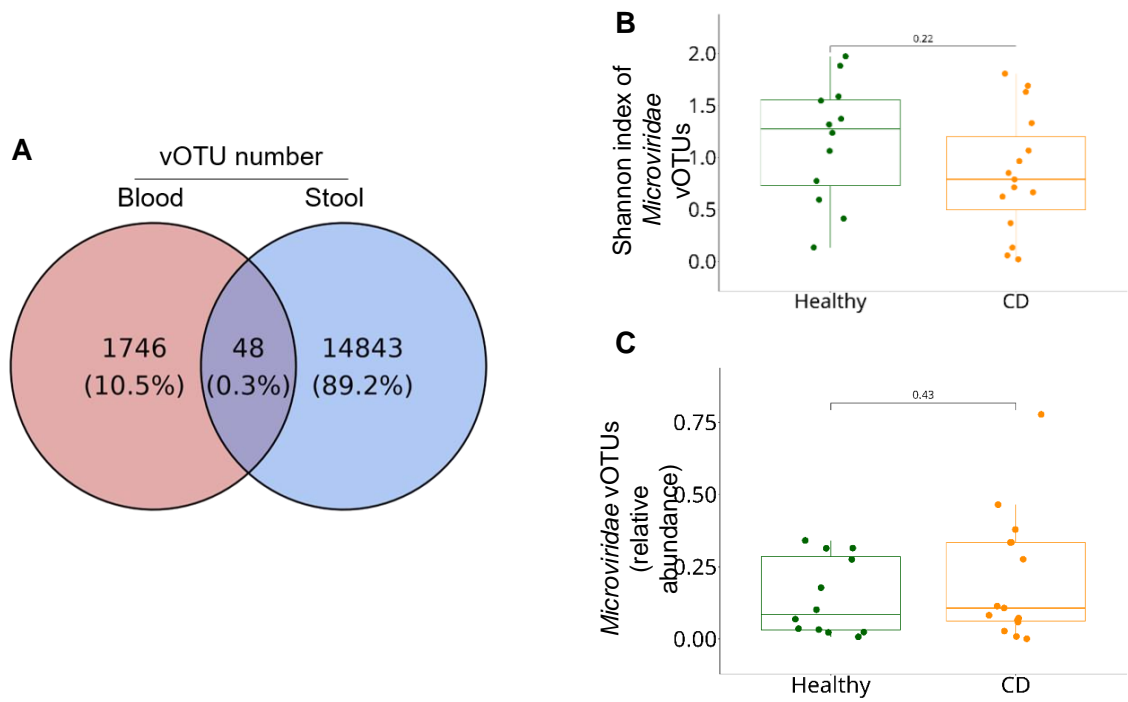 A
vOTU number
Blood
Stool
1746
(10.5%)
48
(0.3%)
14843
(89.2%)
B
Shannon index of
Microviridae
vOTUs
2.0
1.5
1.0
0.5
0.0
0.22
Healthy
CD
C
Microviridae vOTUs
(relative
abundance)
0.75
0.50
0.25
0.00
0.43
Healthy
CD